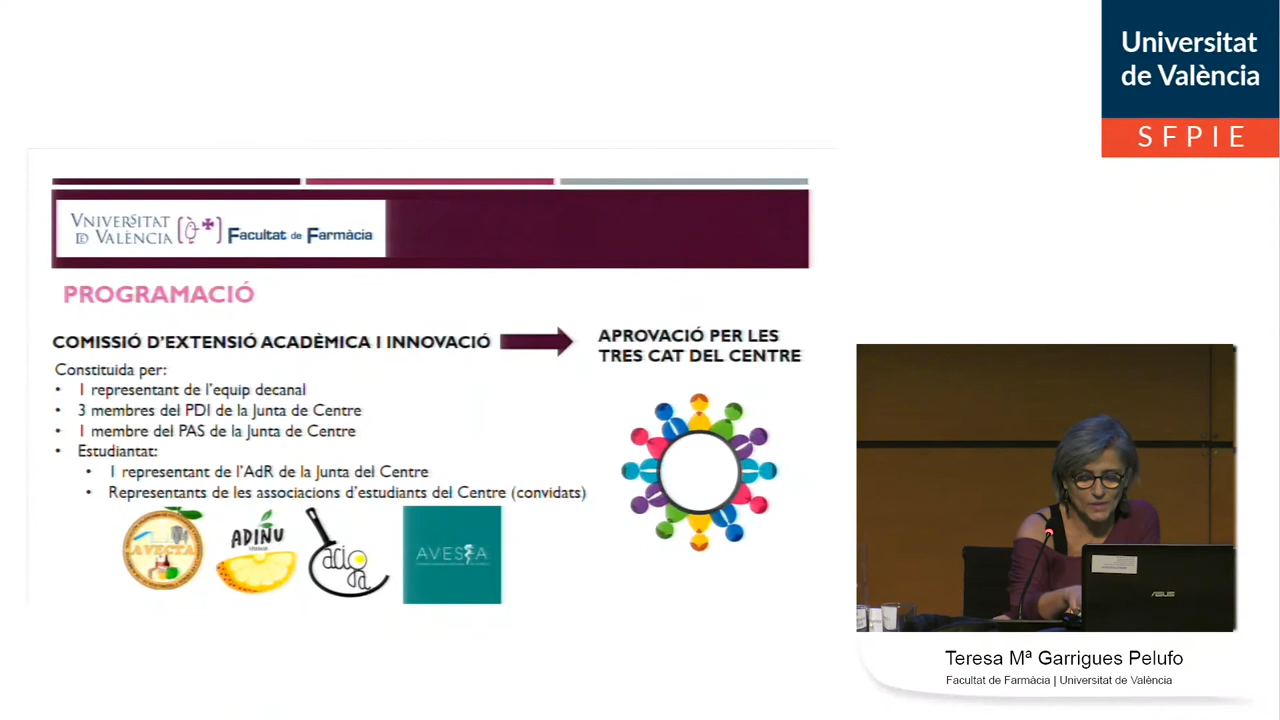 Universitat
de València
SFPIE
VNIVERSITAT
DE VALÈNCIA
Facultat de Farmàcia
PROGRAMACIÓ
COMISSIÓ D'EXTENSIÓ ACADÈMICA I INNOVACIÓ
APROVACIÓ PER LES
TRES CAT DEL CENTRE
Constituida per:
• 1 representant de l'equip decanal
• 3 membres del PDI de la Junta de Centre
• 1 membre del PAS de la Junta de Centre
• Estudiantat:
• 1 representant de l'AdR de la Junta del Centre
• Representants de les associacions d'estudiants del Centre (convidats)
AVECTA
ADINU
aciga
AVESFA
ASUS
Teresa Mª Garrigues Pelufo
Facultat de Farmàcia | Universitat de València